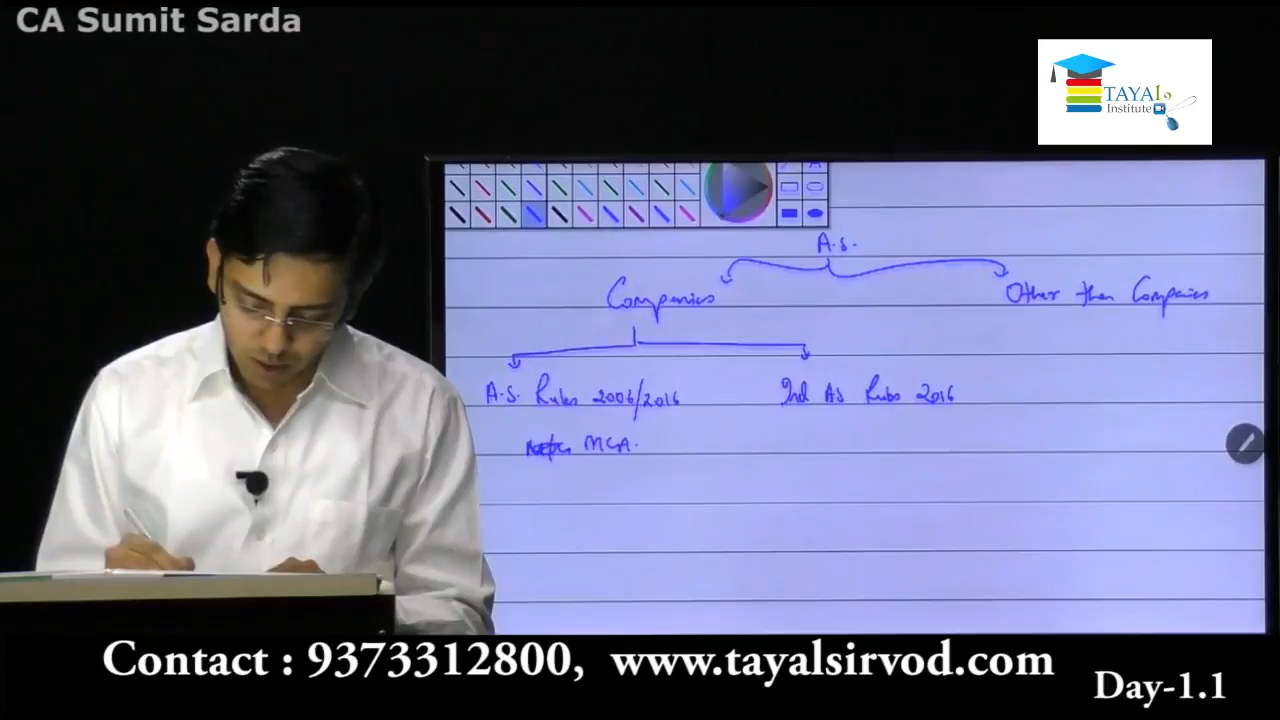 CA Sumit Sarda
TAYALs
Institute
A.S.
Companies
Other than Companies
A.S. Rules 2006/2016
Ind AS Rules 2016
MCA.
Contact : 9373312800, www.tayalsirvod.com
Day-1.1